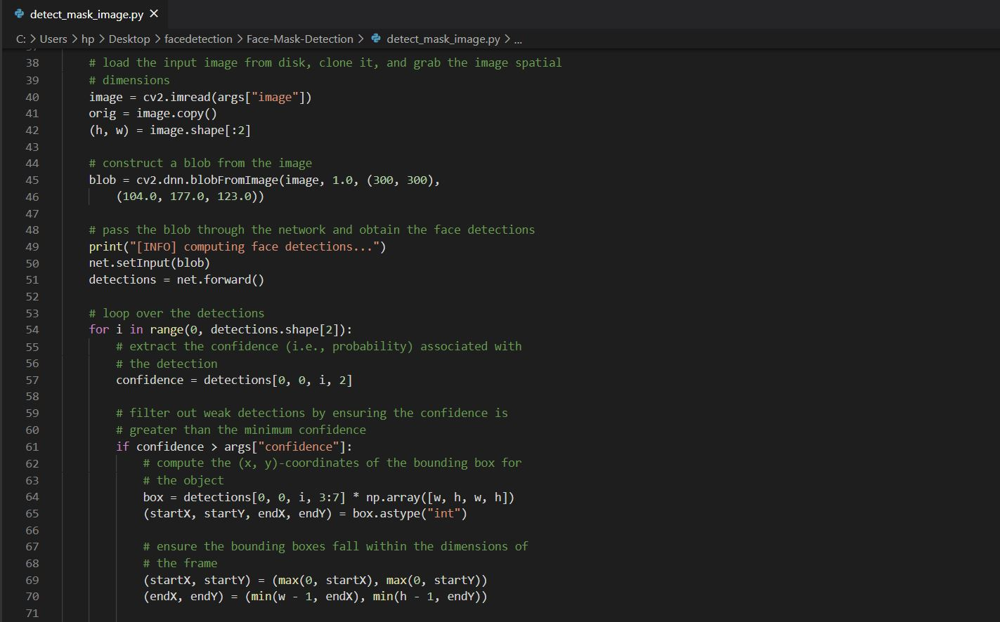 detect_mask_image.py ×
C: > Users > hp > Desktop > facedetection > Face-Mask-Detection > detect_mask_image.py > ...
38 # load the input image from disk, clone it, and grab the image spatial
39 # dimensions
40 image = cv2.imread(args["image"])
41 orig = image.copy()
42 (h, w) = image.shape[:2]
43
44 # construct a blob from the image
45 blob = cv2.dnn.blobFromImage(image, 1.0, (300, 300),
46 (104.0, 177.0, 123.0))
47
48 # pass the blob through the network and obtain the face detections
49 print("[INFO] computing face detections...")
50 net.setInput(blob)
51 detections = net.forward()
52
53 # loop over the detections
54 for i in range(0, detections.shape[2]):
55 # extract the confidence (i.e., probability) associated with
56 # the detection
57 confidence = detections[0, 0, i, 2]
58
59 # filter out weak detections by ensuring the confidence is
60 # greater than the minimum confidence
61 if confidence > args["confidence"]:
62 # compute the (x, y)-coordinates of the bounding box for
63 # the object
64 box = detections[0, 0, i, 3:7] * np.array([w, h, w, h])
65 (startX, startY, endX, endY) = box.astype("int")
66
67 # ensure the bounding boxes fall within the dimensions of
68 # the frame
69 (startX, startY) = (max(0, startX), max(0, startY))
70 (endX, endY) = (min(w - 1, endX), min(h - 1, endY))
71